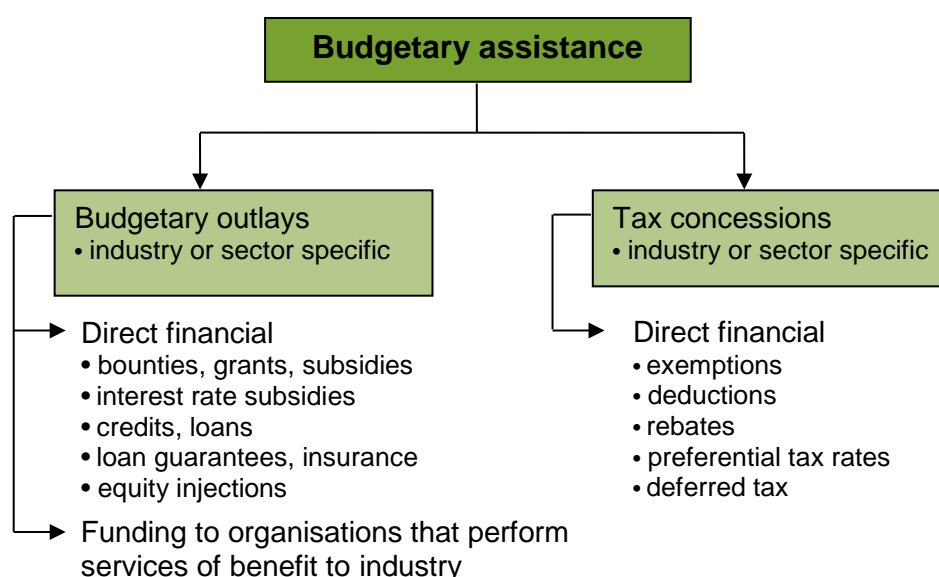 Budgetary assistance
Budgetary outlays
• industry or sector specific
Direct financial
• bounties, grants, subsidies
• interest rate subsidies
• credits, loans
• loan guarantees, insurance
• equity injections
Funding to organisations that perform
services of benefit to industry
Tax concessions
• industry or sector specific
Direct financial
• exemptions
• deductions
• rebates
• preferential tax rates
• deferred tax